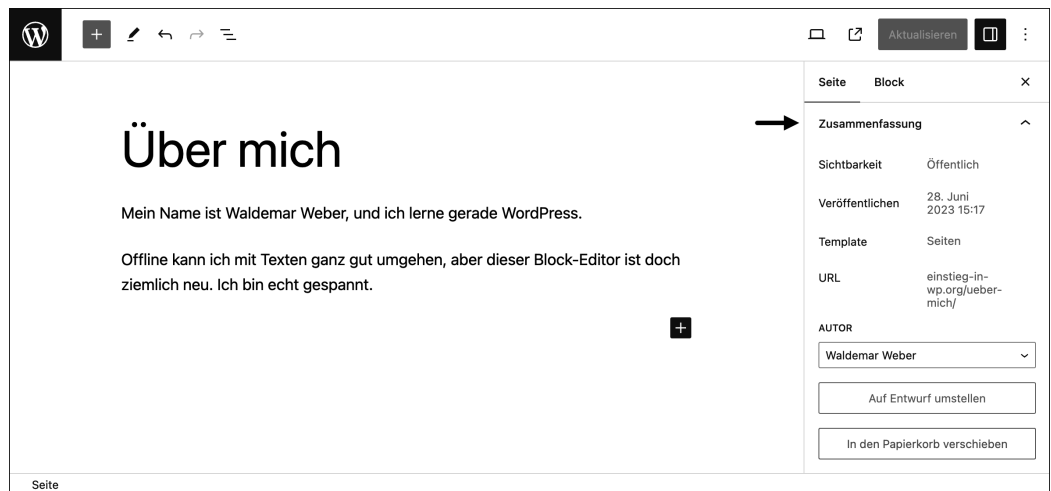 Aktualisieren
Seite Block
Über mich
Mein Name ist Waldemar Weber, und ich lerne gerade WordPress.
Offline kann ich mit Texten ganz gut umgehen, aber dieser Block-Editor ist doch
ziemlich neu. Ich bin echt gespannt.
Zusammenfassung
Sichtbarkeit Öffentlich
Veröffentlichen 28. Juni
2023 15:17
Template Seiten
URL einstieg-in-
wp.org/ueber-
mich/
AUTOR
Waldemar Weber
Auf Entwurf umstellen
In den Papierkorb verschieben
Seite